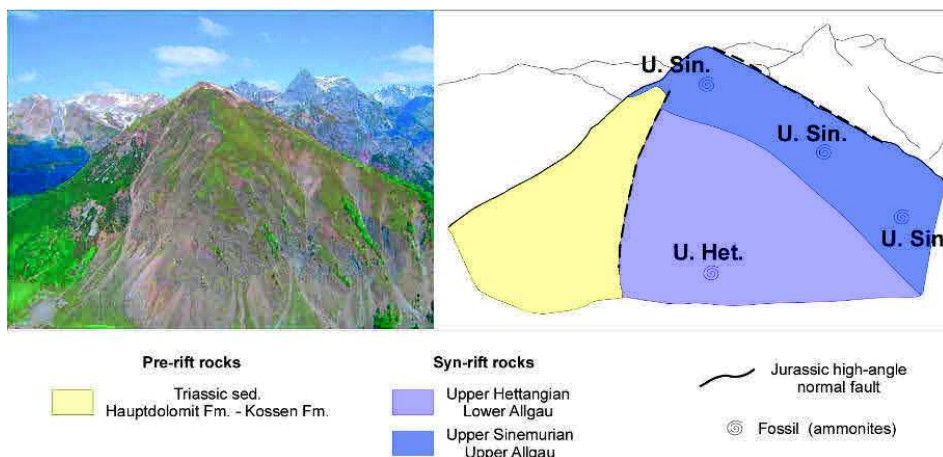 U. Sin.
U. Sin.
U. Sin
U. Het.
Pre-rift rocks
Triassic sed.
Hauptdolomit Fm. - Kossen Fm.
Syn-rift rocks
Upper Hettangian
Lower Allgau
Upper Sinemurian
Upper Allgau
Jurassic high-angle
normal fault
Fossil (ammonites)